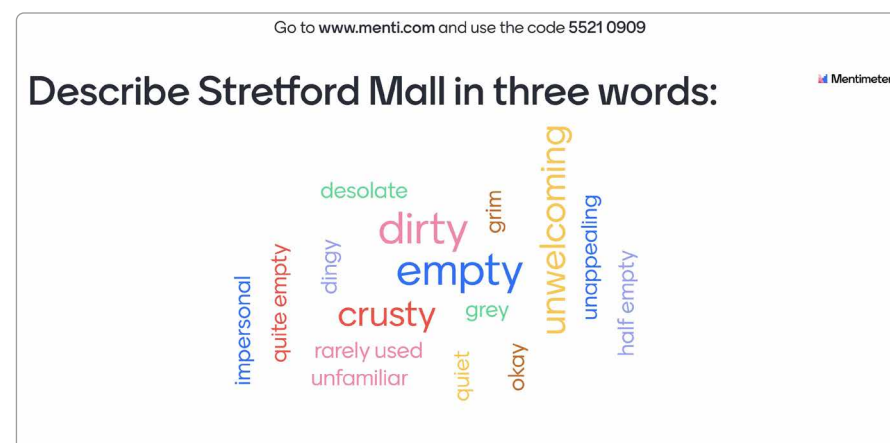 Go to www.menti.com and use the code 5521 0909
Mentimeter
Describe Stretford Mall in three words:
desolate
dirty
grim
unwelcoming
unappealing
half empty
dingy
empty
quite empty
impersonal
crusty
grey
rarely used
unfamiliar
quiet
okay